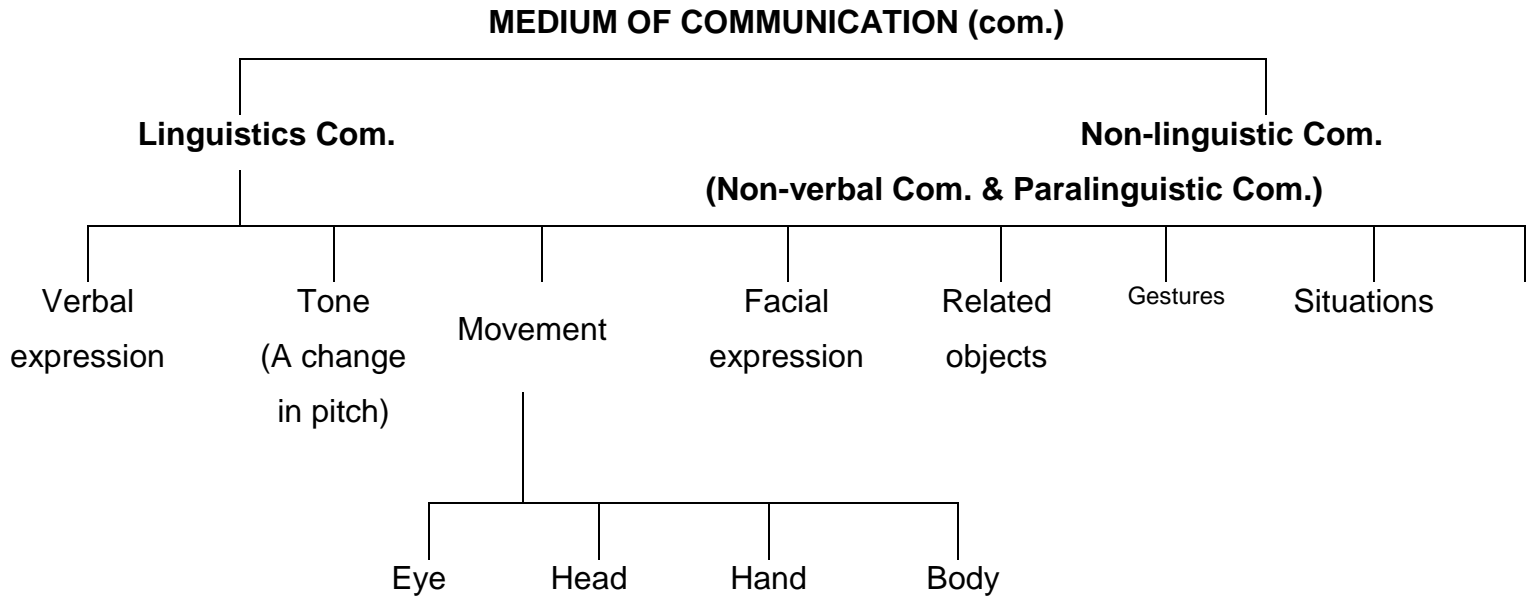 MEDIUM OF COMMUNICATION (com.)
Linguistics Com.
Non-linguistic Com.
(Non-verbal Com. & Paralinguistic Com.)
Verbal
expression
Tone
(A change
in pitch)
Movement
Facial
expression
Related
objects
Gestures
Situations
Eye
Head
Hand
Body